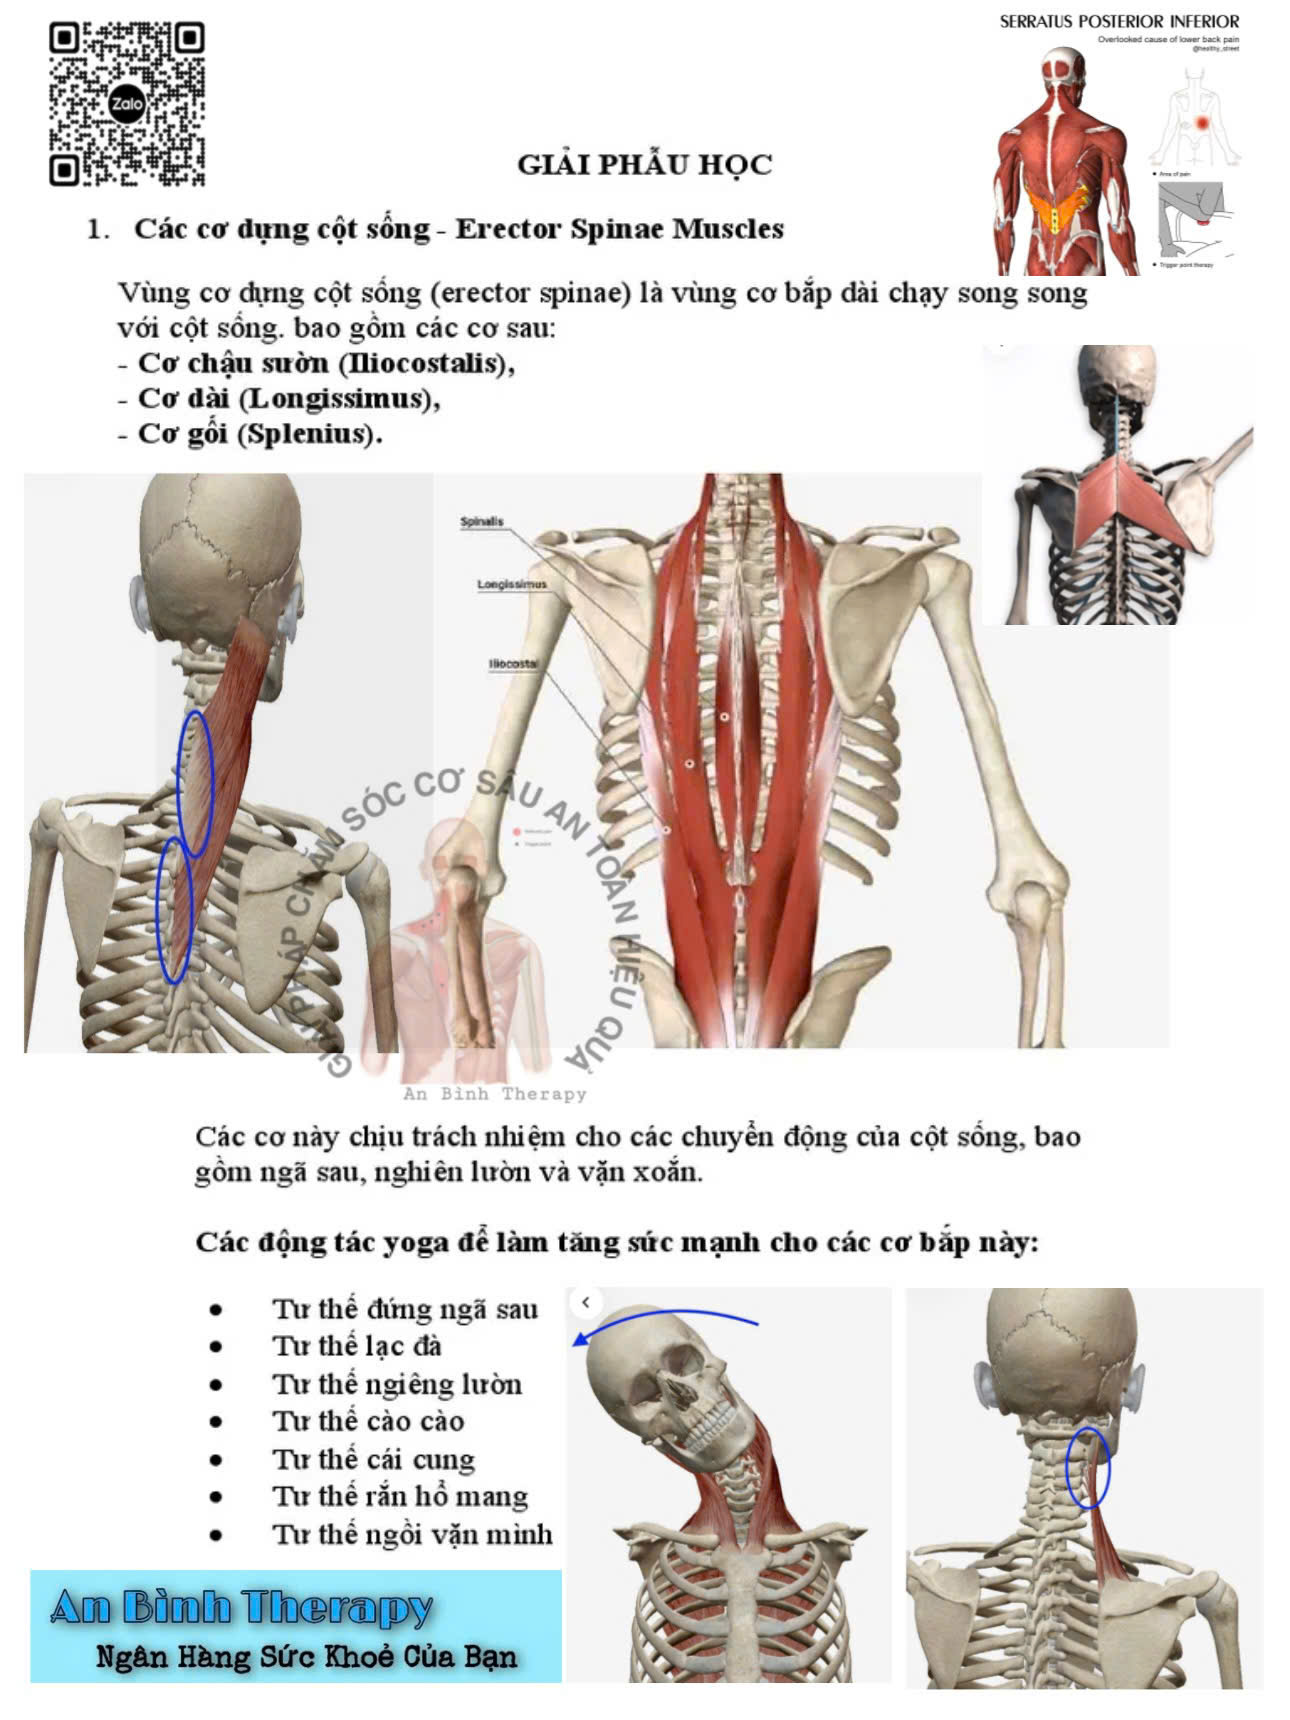 Zalo
SERRATUS POSTERIOR INFERIOR
Overlooked cause of lower back pain
@healthy_street
Area of pain
Trigger point therapy
GIẢI PHẪU HỌC
1. Các cơ dựng cột sống - Erector Spinae Muscles
Vùng cơ dựng cột sống (erector spinae) là vùng cơ bắp dài chạy song song
với cột sống. bao gồm các cơ sau:
- Cơ chậu sườn (Iliocostalis),
- Cơ dài (Longissimus),
- Cơ gối (Splenius).
Spinalis
Longissimus
Iliocostal
GIẢI PHÁP CHĂM SÓC CƠ SÂU AN TOÀN HIỆU QUẢ
Trigger point
An Bình Therapy
Các cơ này chịu trách nhiệm cho các chuyển động của cột sống, bao
gồm ngã sau, nghiên lườn và vặn xoắn.
Các động tác yoga để làm tăng sức mạnh cho các cơ bắp này:
• Tư thế đứng ngã sau
• Tư thế lạc đà
• Tư thế ngiêng lườn
• Tư thế cào cào
• Tư thế cái cung
• Tư thế rắn hổ mang
• Tư thế ngồi vặn mình
An Bình Therapy
Ngân Hàng Sức Khoẻ Của Bạn